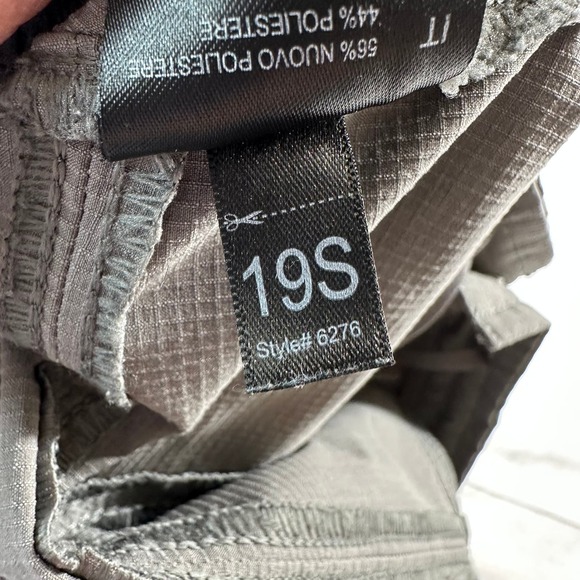 IT
56% NUOVO POLIESTERE
44% POLIESTERE
19S
Style# 6276